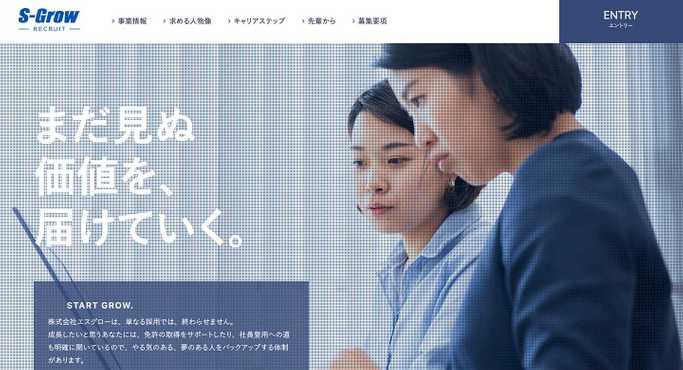 S-Grow
RECRUIT
事業情報
求める人物像
キャリアステップ
先輩から
募集要項
ENTRY
エントリー
まだ見ぬ
価値を、
届けていく。
START GROW.
株式会社エスグローは、単なる採用では、終わらせません。
成長したいと思うあなたには、免許の取得をサポートしたり、社員登用への道
も明確に開いているので、やる気のある、夢のある人をバックアップする体制
があります。